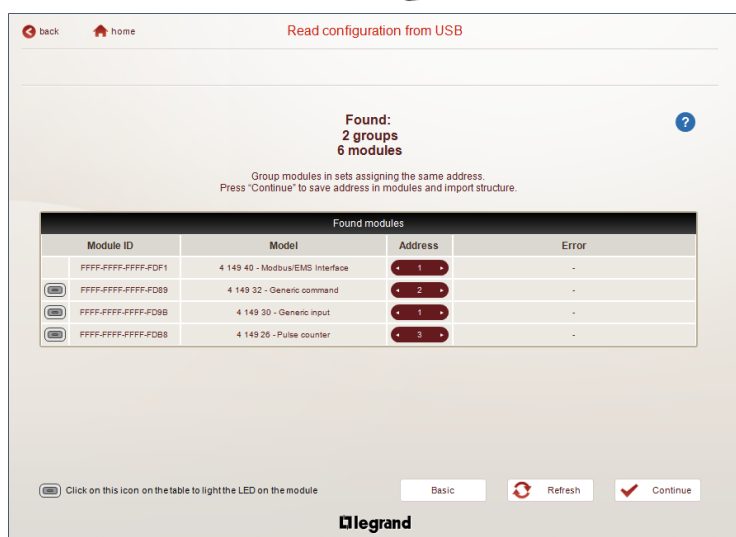 back
home
Read configuration from USB
Found:
2 groups
6 modules
?
Group modules in sets assigning the same address.
Press "Continue" to save address in modules and import structure.
Found modules
Module ID Model Address Error
FFFF-FFFF-FFFF-FDF1 4 149 40 - Modbus/EMS Interface 1 -
FFFF-FFFF-FFFF-FD89 4 149 32 - Generic command 2 -
FFFF-FFFF-FFFF-FD9B 4 149 30 - Generic input 1 -
FFFF-FFFF-FFFF-FDB8 4 149 26 - Pulse counter 3 -
Click on this icon on the table to light the LED on the module
Basic
Refresh
Continue
legrand